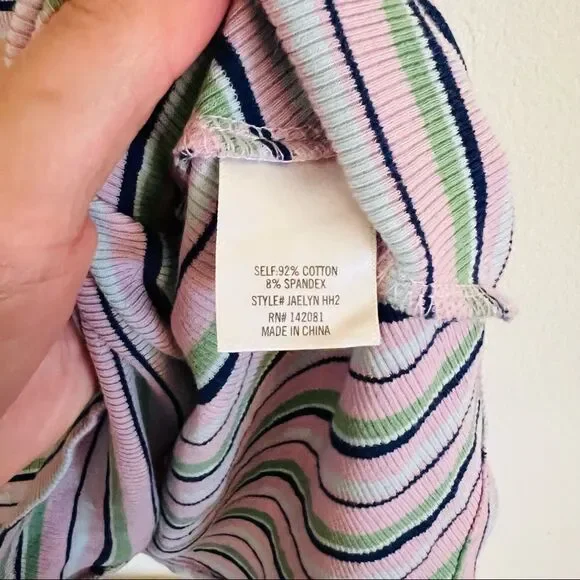 SELF:92% COTTON
8% SPANDEX
STYLE# JAELYN HH2
RN# 142081
MADE IN CHINA